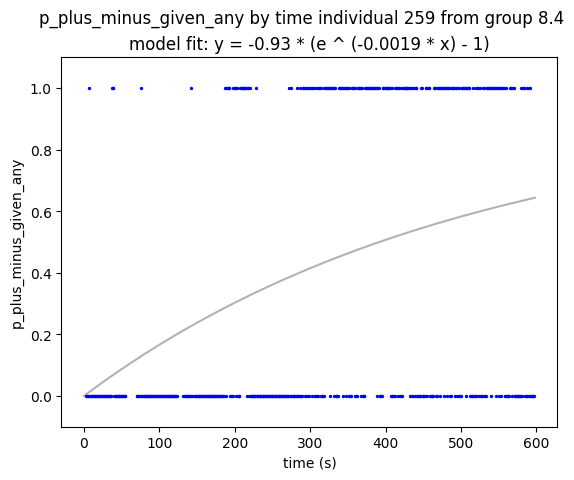 p_plus_minus_given_any by time individual 259 from group 8.4
model fit: y = -0.93 * (e ^ (-0.0019 * x) - 1)
1.0
0.8
0.6
0.4
0.2
0.0
p_plus_minus_given_any
0 100 200 300 400 500 600
time (s)